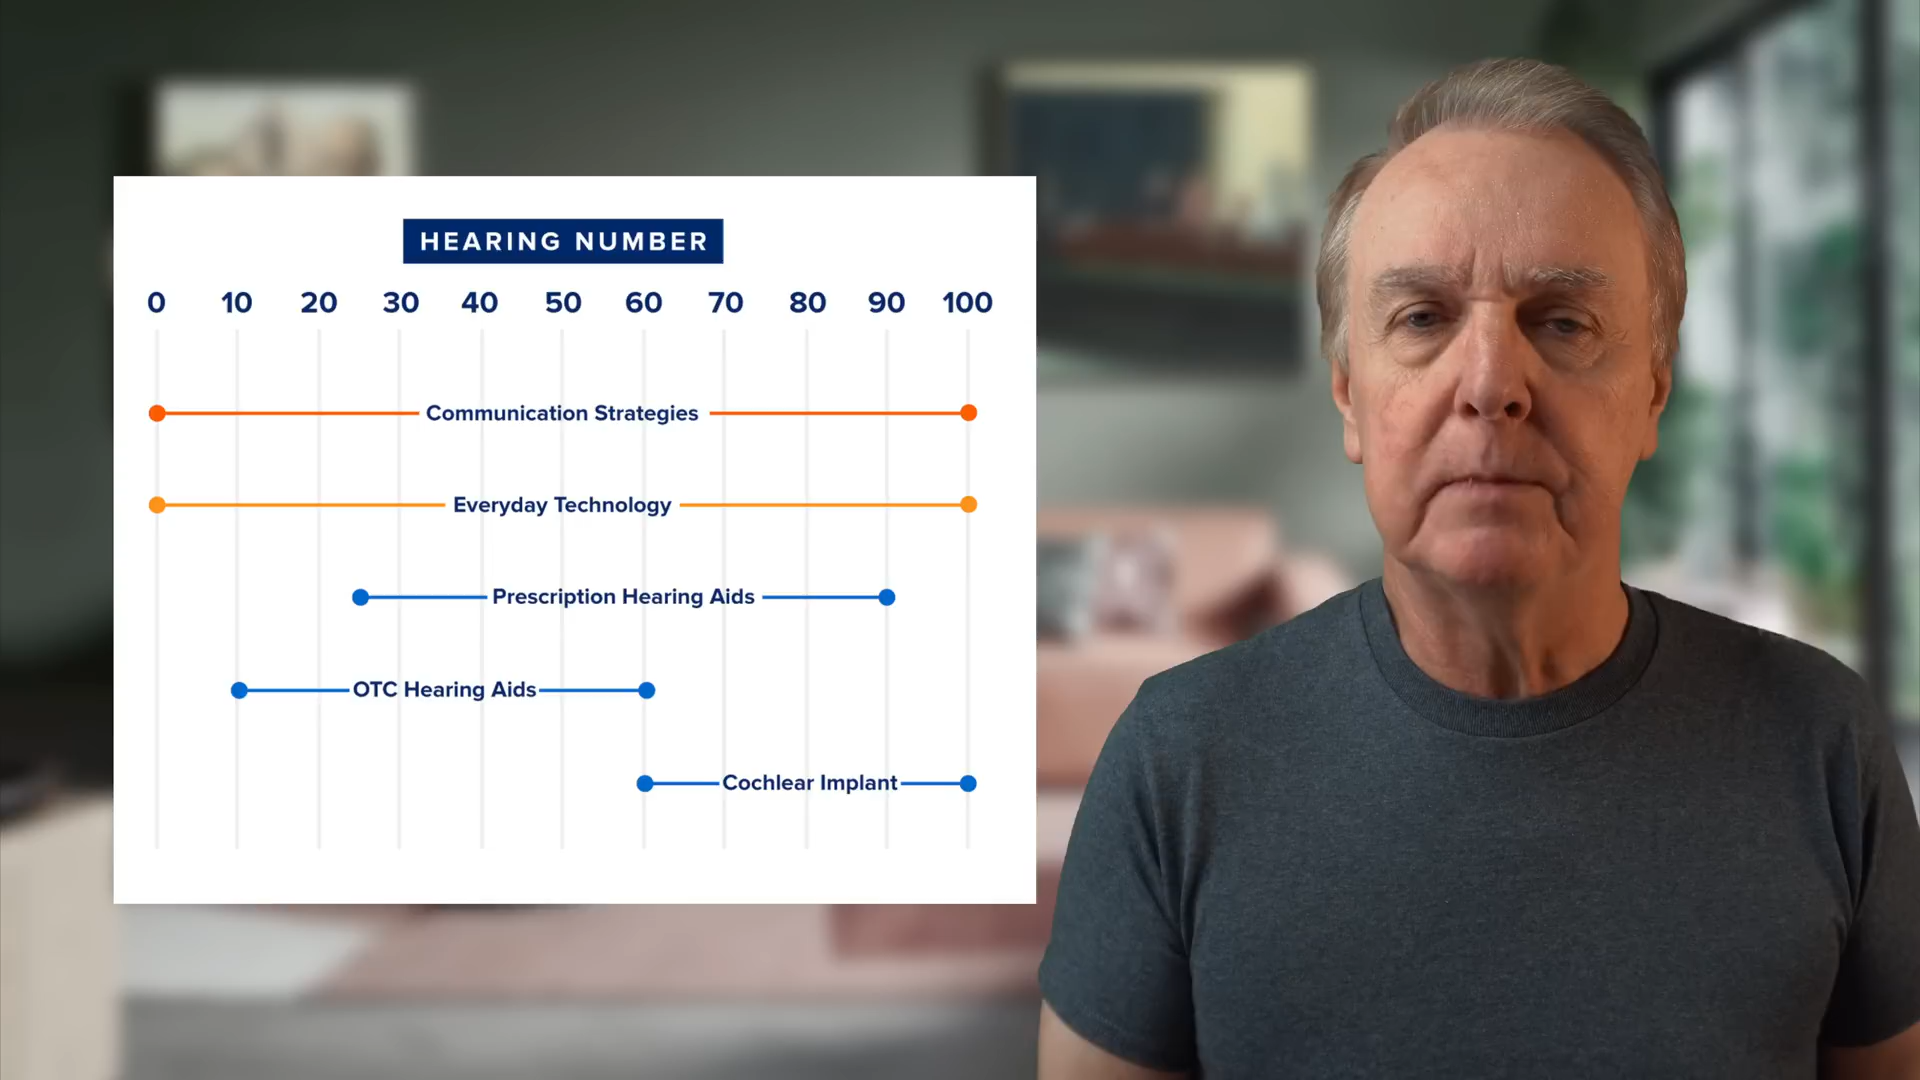 HEARING NUMBER
0 10 20 30 40 50 60 70 80 90 100
Communication Strategies
Everyday Technology
Prescription Hearing Aids
OTC Hearing Aids
Cochlear Implant